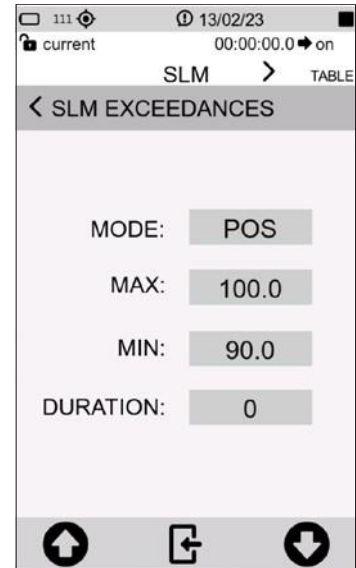 111 13/02/23
current 00:00:00.0 on
SLM > TABLE
< SLM EXCEEDANCES
MODE: POS
MAX: 100.0
MIN: 90.0
DURATION: 0